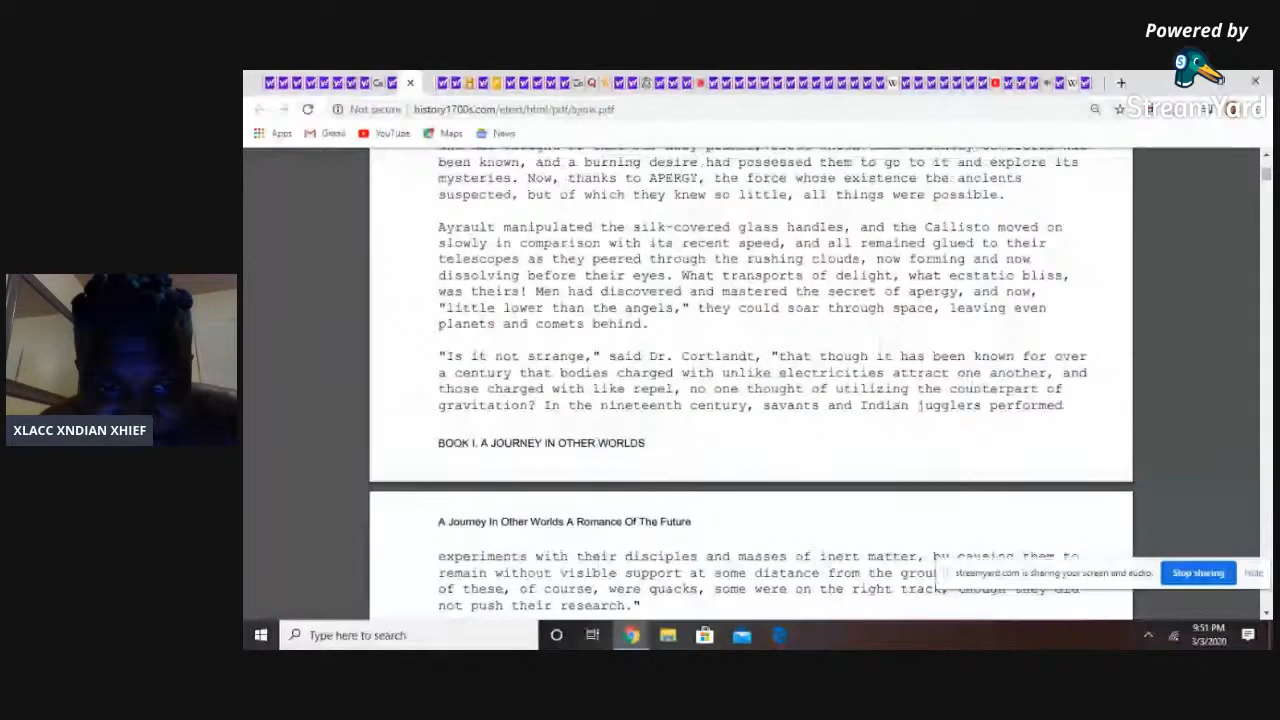 Powered by
StreamYard
Not secure
history1700s.com/etext/html/pdf/ajiow.pdf
Apps
Gmail
YouTube
Maps
News
been known, and a burning desire had possessed them to go to it and explore its
mysteries. Now, thanks to APERGY, the force whose existence the ancients
suspected, but of which they knew so little, all things were possible.
Ayrault manipulated the silk-covered glass handles, and the Callisto moved on
slowly in comparison with its recent speed, and all remained glued to their
telescopes as they peered through the rushing clouds, now forming and now
dissolving before their eyes. What transports of delight, what ecstatic bliss,
was theirs! Men had discovered and mastered the secret of apergy, and now,
"little lower than the angels," they could soar through space, leaving even
planets and comets behind.
"Is it not strange," said Dr. Cortlandt, "that though it has been known for over
a century that bodies charged with unlike electricities attract one another, and
those charged with like repel, no one thought of utilizing the counterpart of
gravitation? In the nineteenth century, savants and Indian jugglers performed
BOOK I. A JOURNEY IN OTHER WORLDS
A Journey In Other Worlds A Romance Of The Future
experiments with their disciples and masses of inert matter, by causing them to
remain without visible support at some distance from the
of these, of course, were quacks, some were on the right track, though they did
not push their research."
streamyard.com is sharing your screen and audio.
Stop sharing
Hide
XLACC XNDIAN XHIEF
Type here to search
9:51 PM
3/3/2020